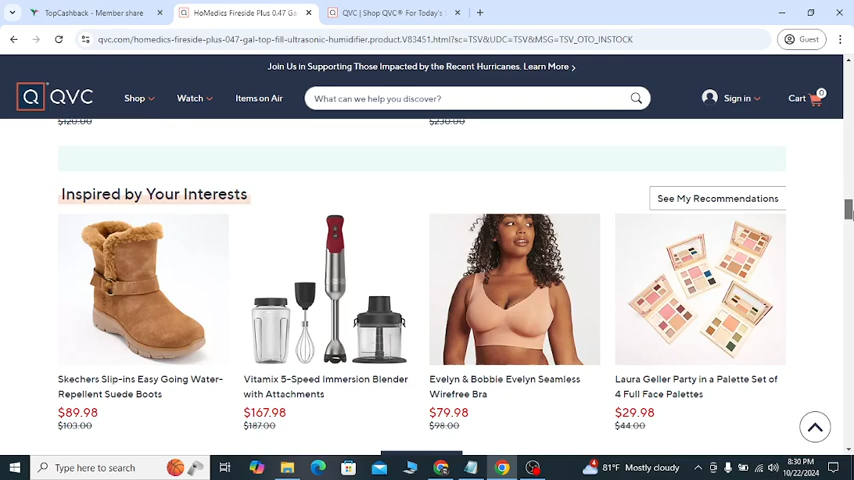 TopCashback - Member share
HoMedics Fireside Plus 0.47 Ga
QVC | Shop QVC® For Today's S
qvc.com/homedics-fireside-plus-047-gal-top-fill-ultrasonic-humidifier.product.V83451.html?sc=TSV&UDC=TSV&MSG=TSV_OTO_INSTOCK
Guest
Join Us in Supporting Those Impacted by the Recent Hurricanes. Learn More >
Q QVC
Shop
Watch
Items on Air
What can we help you discover?
Sign in
Cart
0
$120.00
$230.00
Inspired by Your Interests
See My Recommendations
Skechers Slip-ins Easy Going Water-
Repellent Suede Boots
$89.98
$103.00
Vitamix 5-Speed Immersion Blender
with Attachments
$167.98
$187.00
Evelyn & Bobbie Evelyn Seamless
Wirefree Bra
$79.98
$98.00
Laura Geller Party in a Palette Set of
4 Full Face Palettes
$29.98
$44.00
Type here to search
81°F Mostly cloudy
8:30 PM
10/22/2024